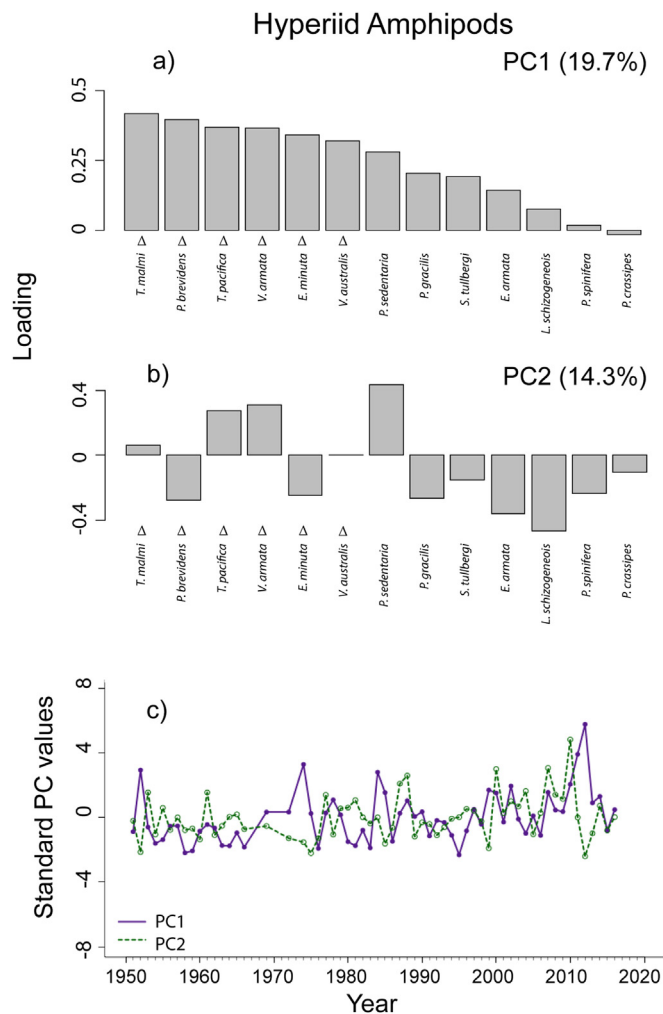 Hyperiid Amphipods
a)
PC1 (19.7%)
0.5
0.25
0
T. malmi Δ
P. brevidens Δ
T. pacifica Δ
V. armata Δ
E. minuta Δ
V. australis Δ
P. sedentaria
P. gracilis
S. tullbergi
E. armata
L. schizogeneois
P. spinifera
P. crassipes
Loading
b)
PC2 (14.3%)
0.4
0
-0.4
T. malmi Δ
P. brevidens Δ
T. pacifica Δ
V. armata Δ
E. minuta Δ
V. australis Δ
P. sedentaria
P. gracilis
S. tullbergi
E. armata
L. schizogeneois
P. spinifera
P. crassipes
c)
Standard PC values
8
4
0
-4
-8
PC1
PC2
1950 1960 1970 1980 1990 2000 2010 2020
Year